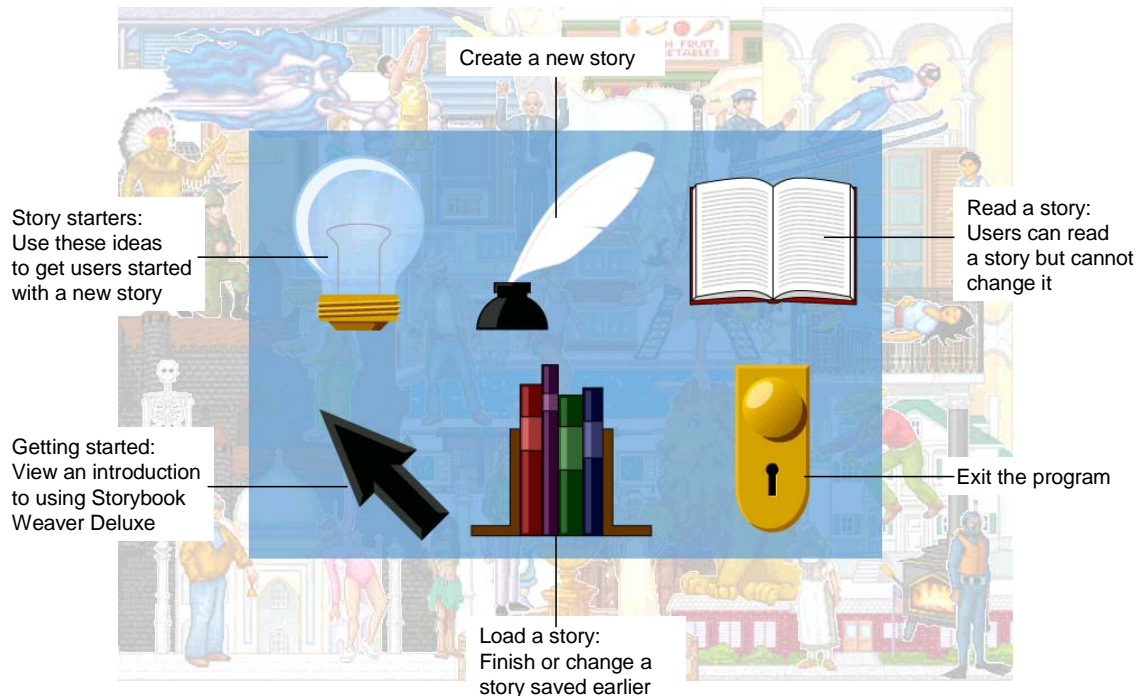 Create a new story
Story starters:
Use these ideas
to get users started
with a new story
Read a story:
Users can read
a story but cannot
change it
Getting started:
View an introduction
to using Storybook
Weaver Deluxe
Exit the program
Load a story:
Finish or change a
story saved earlier